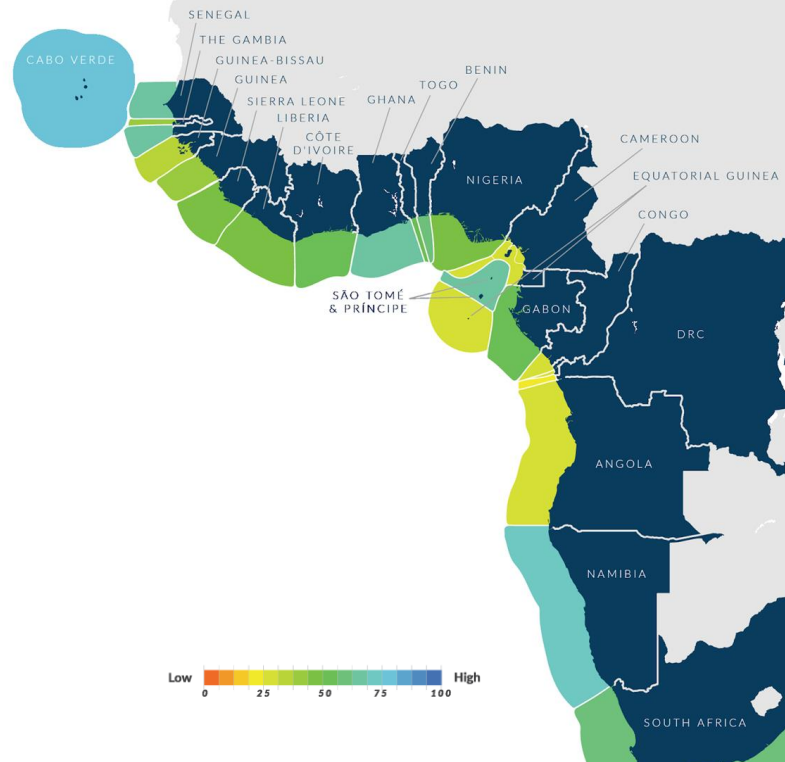 SENEGAL
THE GAMBIA
CABO VERDE
GUINEA-BISSAU
GUINEA
BENIN
TOGO
SIERRA LEONE
GHANA
LIBERIA
CÔTE
D'IVOIRE
CAMEROON
NIGERIA
EQUATORIAL GUINEA
CONGO
SÃO TOMÉ
& PRÍNCIPE
GABON
DRC
ANGOLA
NAMIBIA
Low High
0 25 50 75 100
SOUTH AFRICA